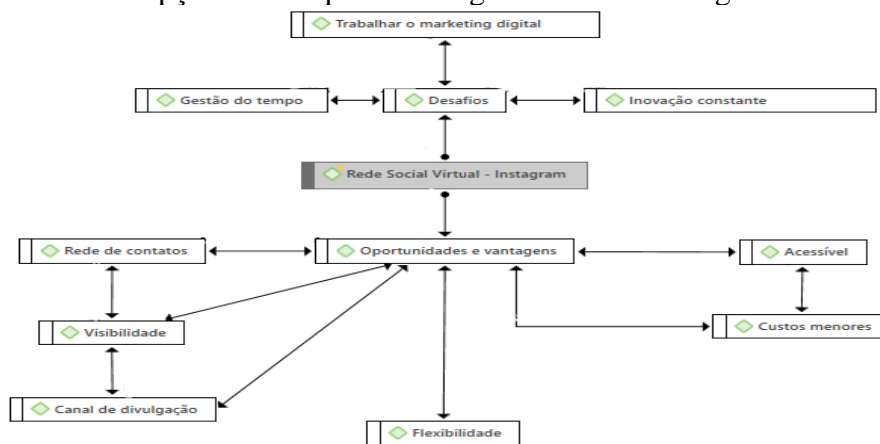 Trabalhar o marketing digital
Gestão do tempo
Desafios
Inovação constante
Rede Social Virtual - Instagram
Rede de contatos
Oportunidades e vantagens
Acessível
Visibilidade
Custos menores
Canal de divulgação
Flexibilidade